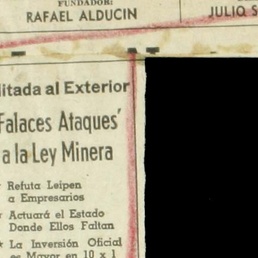 FUNDADOR:
RAFAEL ALDUCIN
JULIO S
litada al Exterior
'Falaces Ataques'
a la Ley Minera
★ Refuta Leipen
a Empresarios
★ Actuará el Estado
Donde Ellos Faltan
★ La Inversión Oficial
es Mayor en 10 x 1